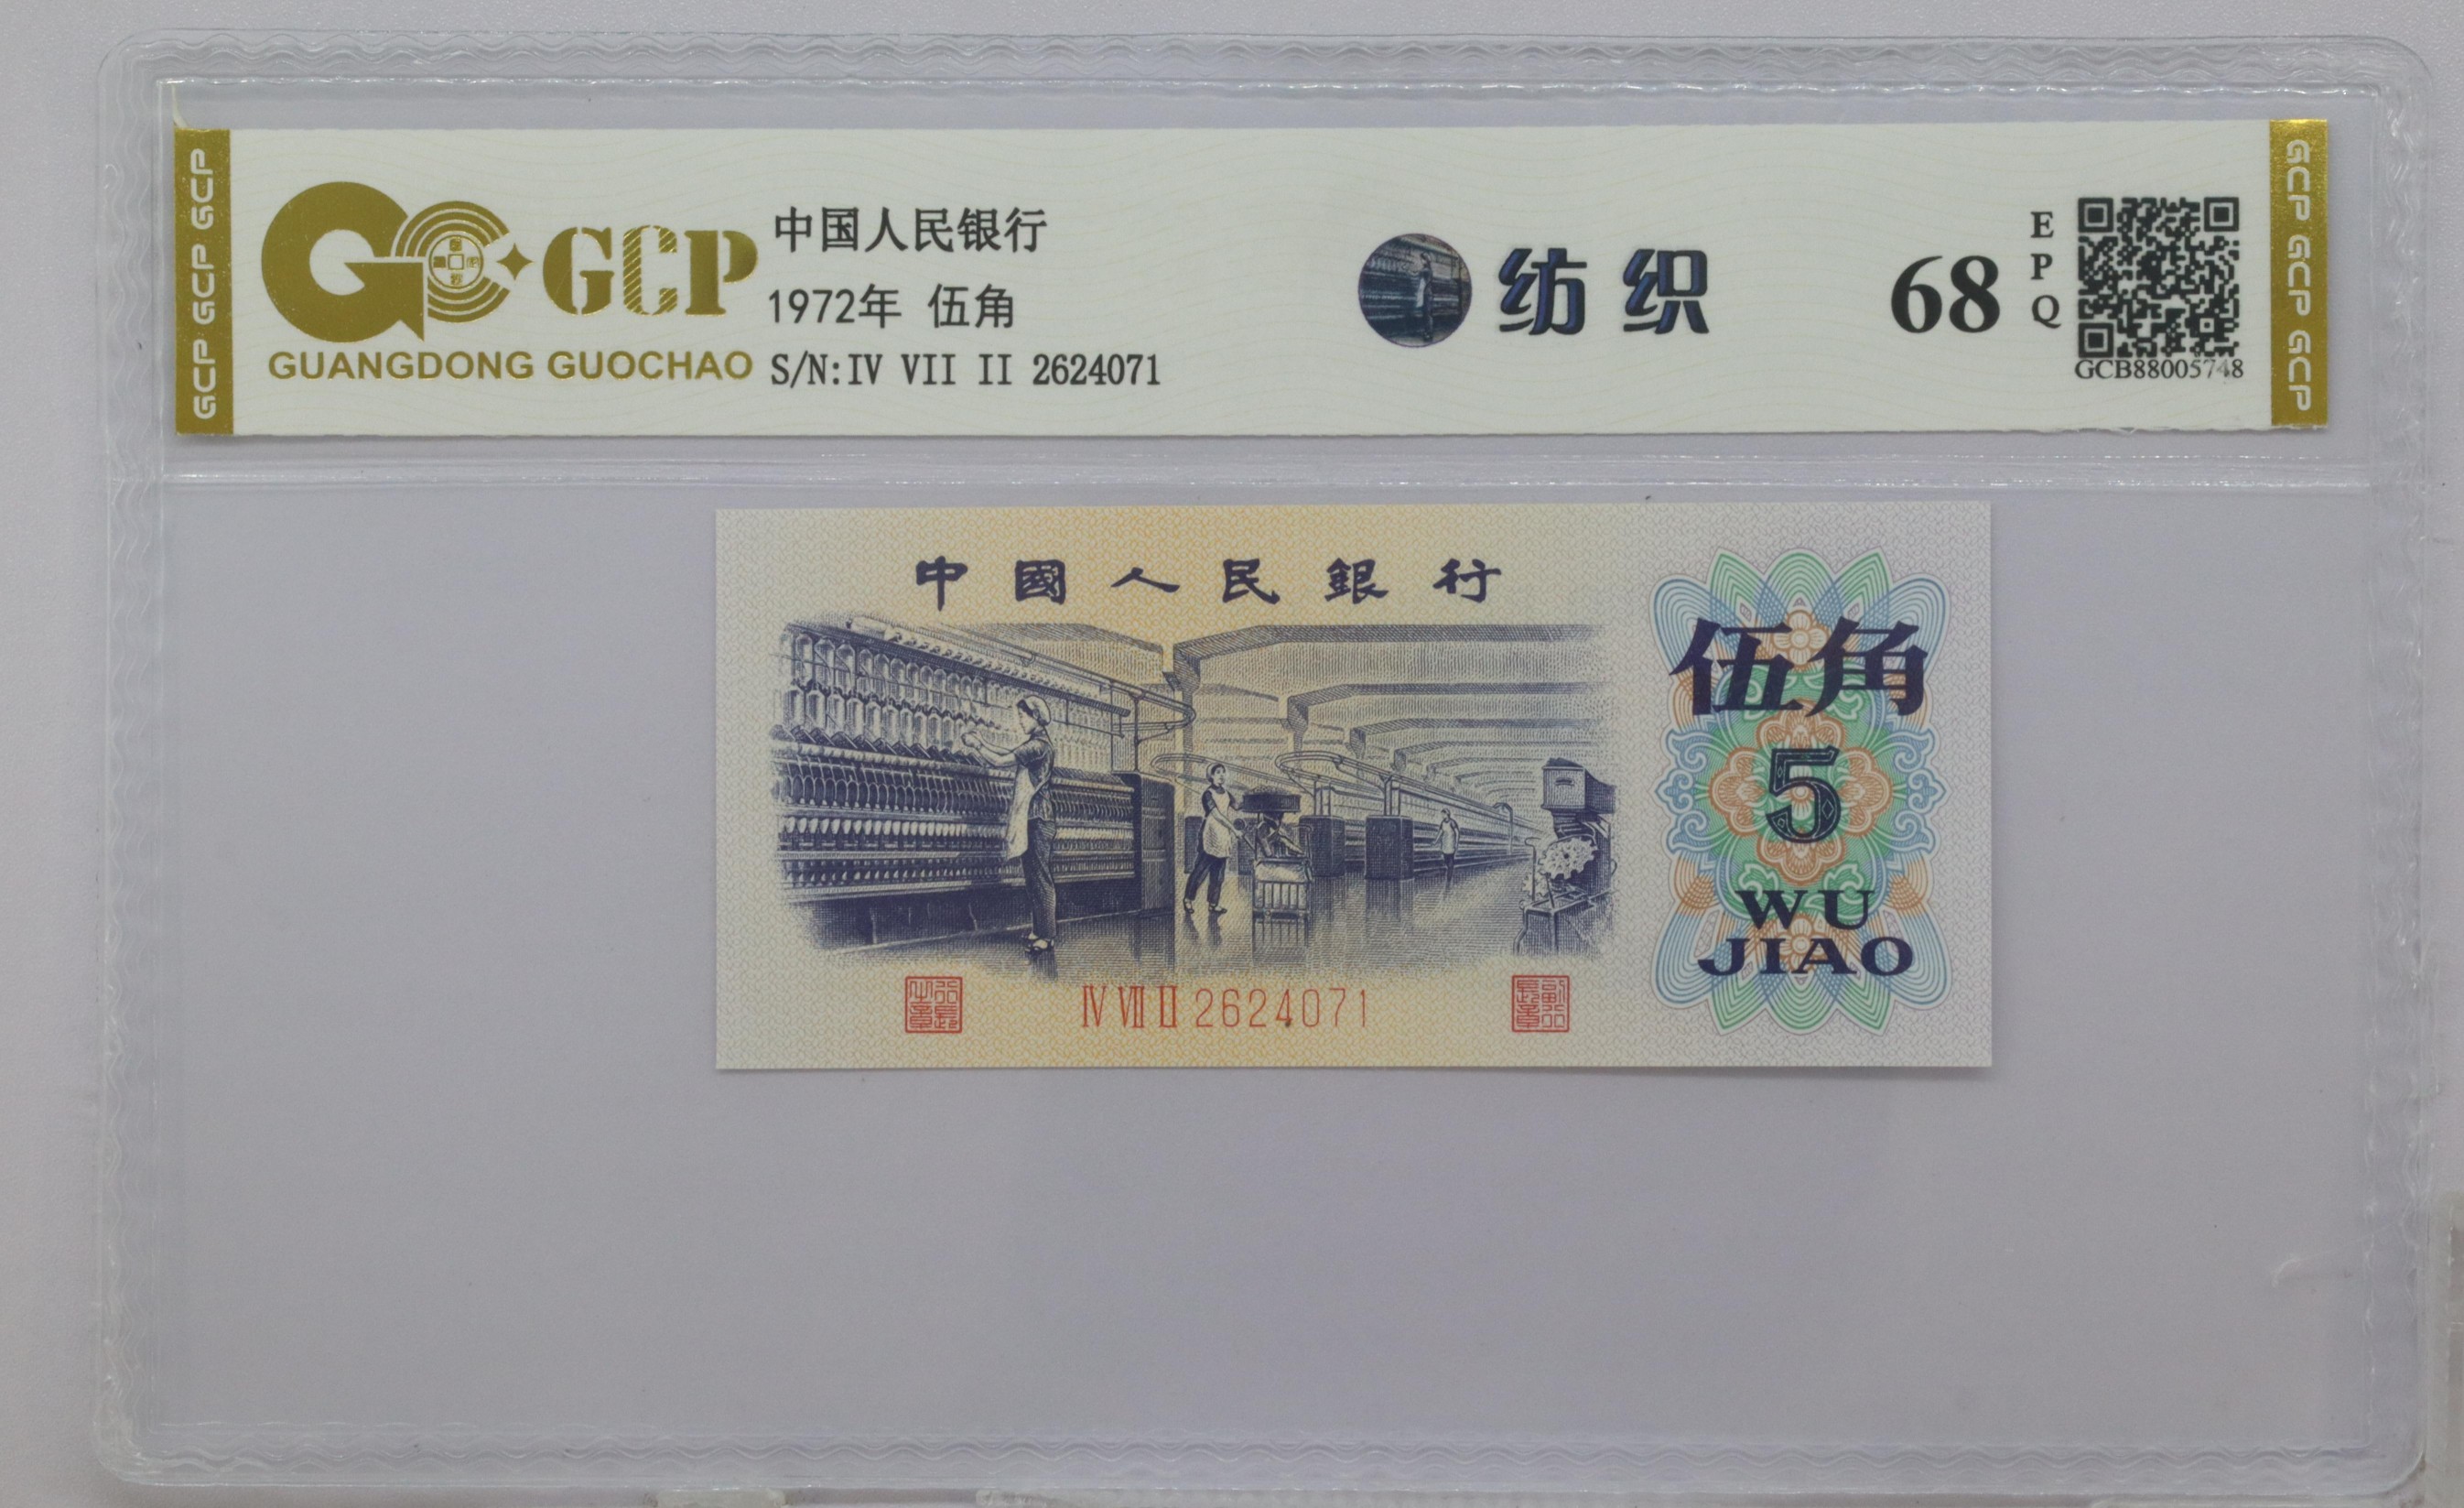 GCP GCP GCP
GCP
GUANGDONG GUOCHAO
中国人民银行
1972年 伍角
S/N:IV VII II 2624071
纺织
68
EPQ
GCB88005748
GCP GCP GCP
中國人民銀行
伍角
5
WU
JIAO
IV VII II 2624071